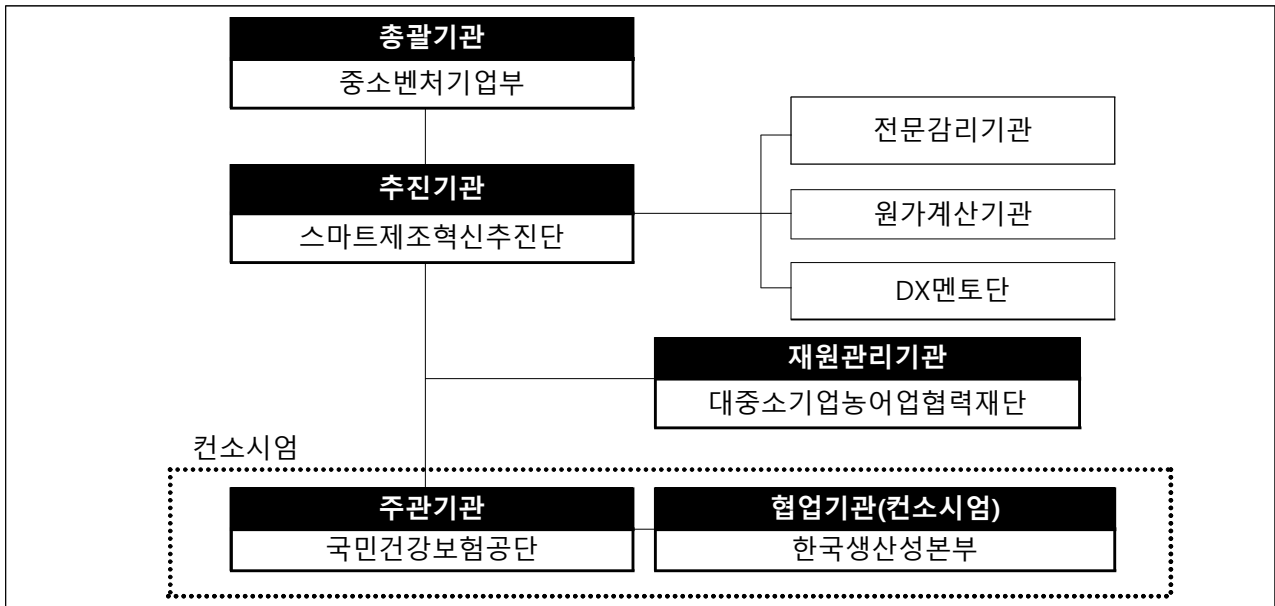 총괄기관
중소벤처기업부
전문감리기관
추진기관
스마트제조혁신추진단
원가계산기관
DX멘토단
재원관리기관
대중소기업농어업협력재단
컨소시엄
주관기관
국민건강보험공단
협업기관(컨소시엄)
한국생산성본부